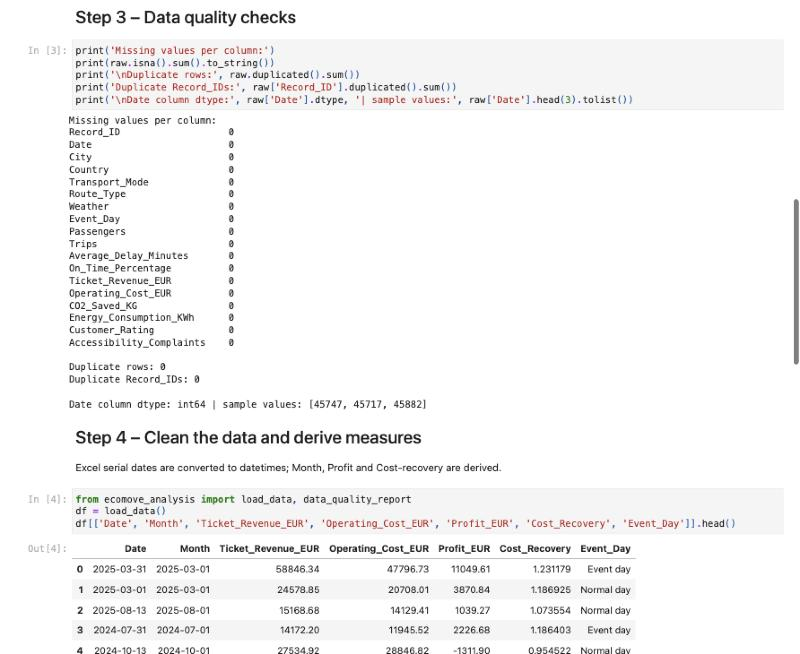 Step 3 – Data quality checks
In [3]: print('Missing values per column:')
print(raw.isna().sum().to_string())
print('\nDuplicate rows:', raw.duplicated().sum())
print('Duplicate Record_IDs:', raw['Record_ID'].duplicated().sum())
print('\nDate column dtype:', raw['Date'].dtype, '| sample values:', raw['Date'].head(3).tolist())
Missing values per column:
Record_ID 0
Date 0
City 0
Country 0
Transport_Mode 0
Route_Type 0
Weather 0
Event_Day 0
Passengers 0
Trips 0
Average_Delay_Minutes 0
On_Time_Percentage 0
Ticket_Revenue_EUR 0
Operating_Cost_EUR 0
CO2_Saved_KG 0
Energy_Consumption_KWh 0
Customer_Rating 0
Accessibility_Complaints 0
Duplicate rows: 0
Duplicate Record_IDs: 0
Date column dtype: int64 | sample values: [45747, 45717, 45882]
Step 4 – Clean the data and derive measures
Excel serial dates are converted to datetimes; Month, Profit and Cost-recovery are derived.
In [4]: from ecomove_analysis import load_data, data_quality_report
df = load_data()
df[['Date', 'Month', 'Ticket_Revenue_EUR', 'Operating_Cost_EUR', 'Profit_EUR', 'Cost_Recovery', 'Event_Day']].head()
Out[4]: Date Month Ticket_Revenue_EUR Operating_Cost_EUR Profit_EUR Cost_Recovery Event_Day
0 2025-03-31 2025-03-01 58846.34 47796.73 11049.61 1.231179 Event day
1 2025-03-01 2025-03-01 24578.85 20708.01 3870.84 1.186925 Normal day
2 2025-08-13 2025-08-01 15168.68 14129.41 1039.27 1.073554 Normal day
3 2024-07-31 2024-07-01 14172.20 11945.52 2226.68 1.186403 Event day
4 2024-10-13 2024-10-01 27534.92 28846.82 -1311.90 0.954522 Normal day